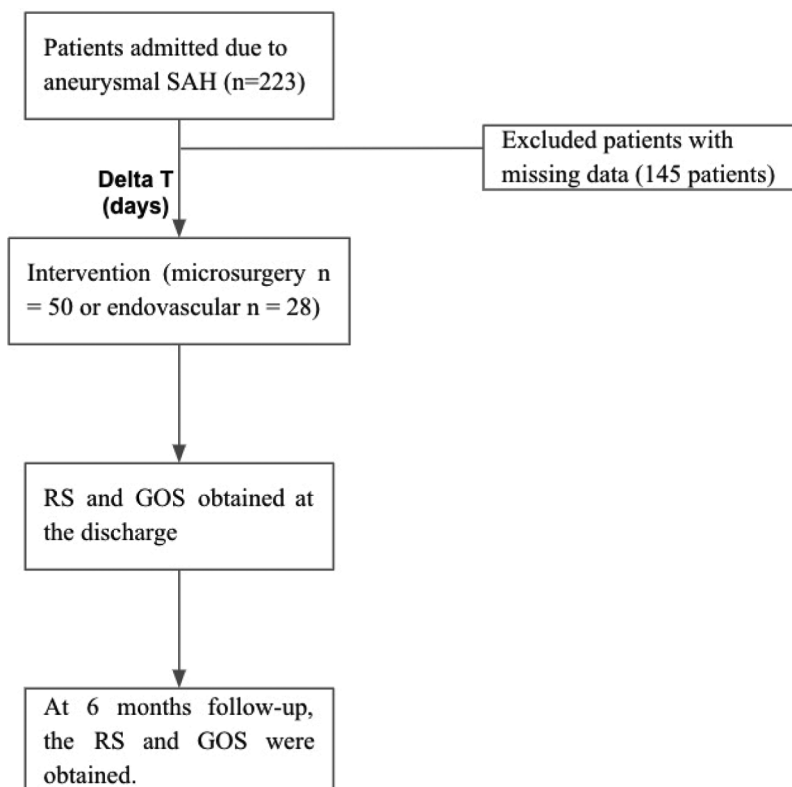 Patients admitted due to
aneurysmal SAH (n=223)
Excluded patients with
missing data (145 patients)
Delta T
(days)
Intervention (microsurgery n
= 50 or endovascular n = 28)
RS and GOS obtained at
the discharge
At 6 months follow-up,
the RS and GOS were
obtained.